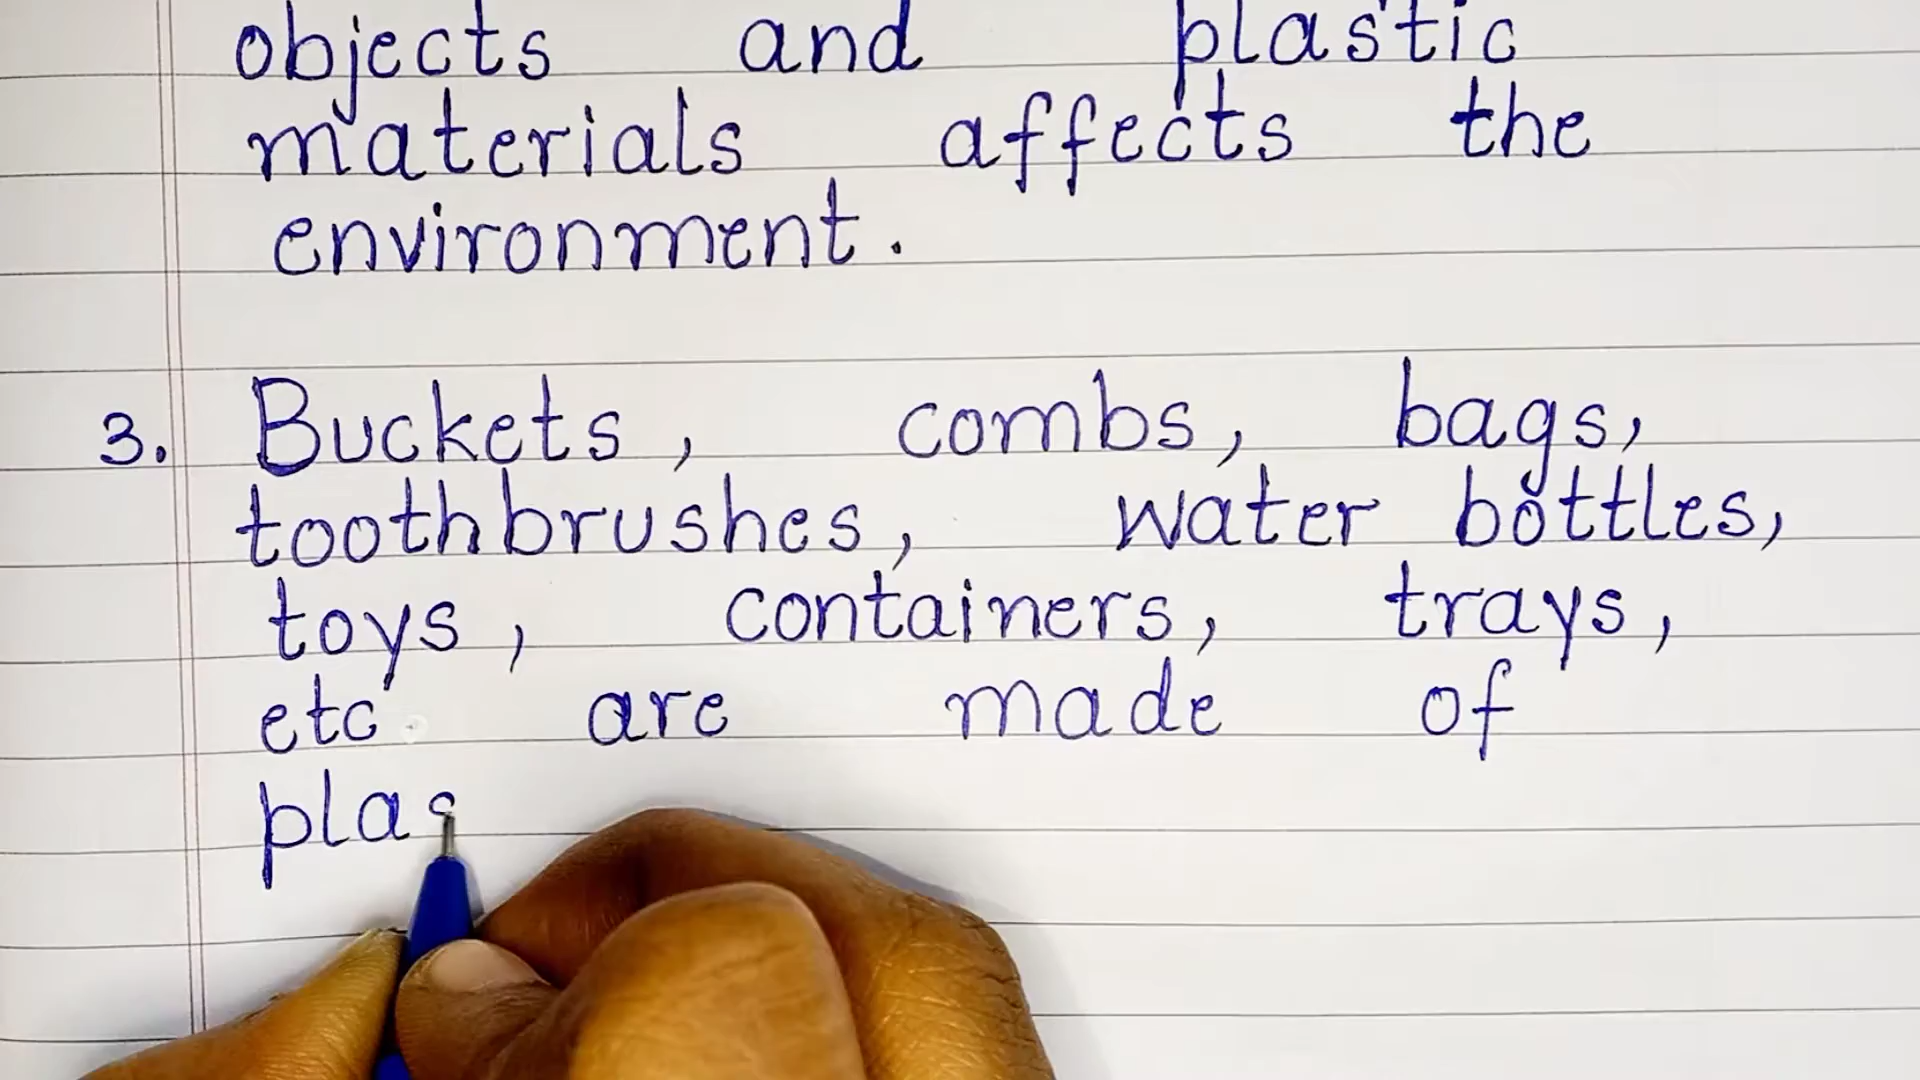 objects and plastic
materials affects the
environment.
3. Buckets, combs, bags,
toothbrushes, water bottles,
toys, containers, trays,
etc. are made of
plas